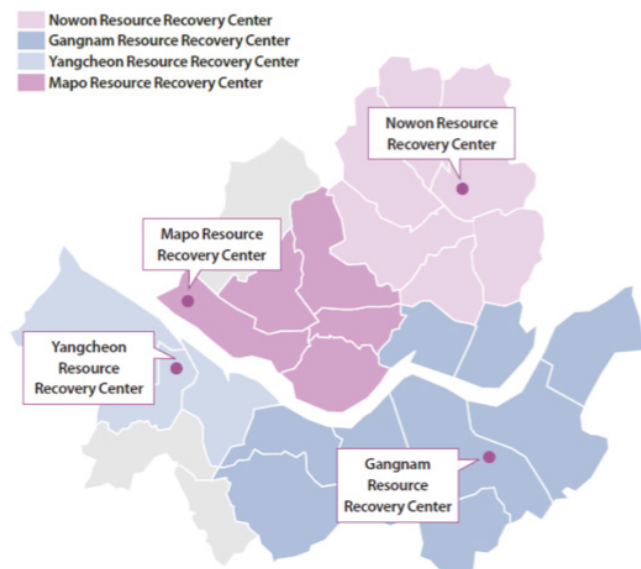 Nowon Resource Recovery Center
Gangnam Resource Recovery Center
Yangcheon Resource Recovery Center
Mapo Resource Recovery Center
Nowon Resource
Recovery Center
Mapo Resource
Recovery Center
Yangcheon
Resource
Recovery Center
Gangnam
Resource
Recovery Center